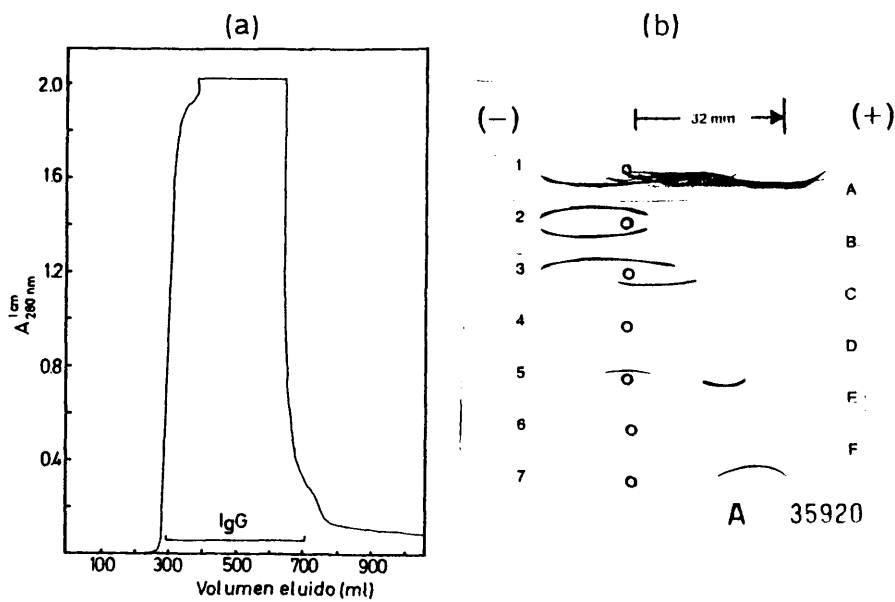 (a)
2.0
1.6
1.2
0.8
0.4
A 1cm 280 nm
IgG
100 300 500 700 900
Volumen eluido (ml)
(b)
(-) 32 mm (+)
1
A
2
B
3
C
4
D
5
E
6
F
7
A 35920